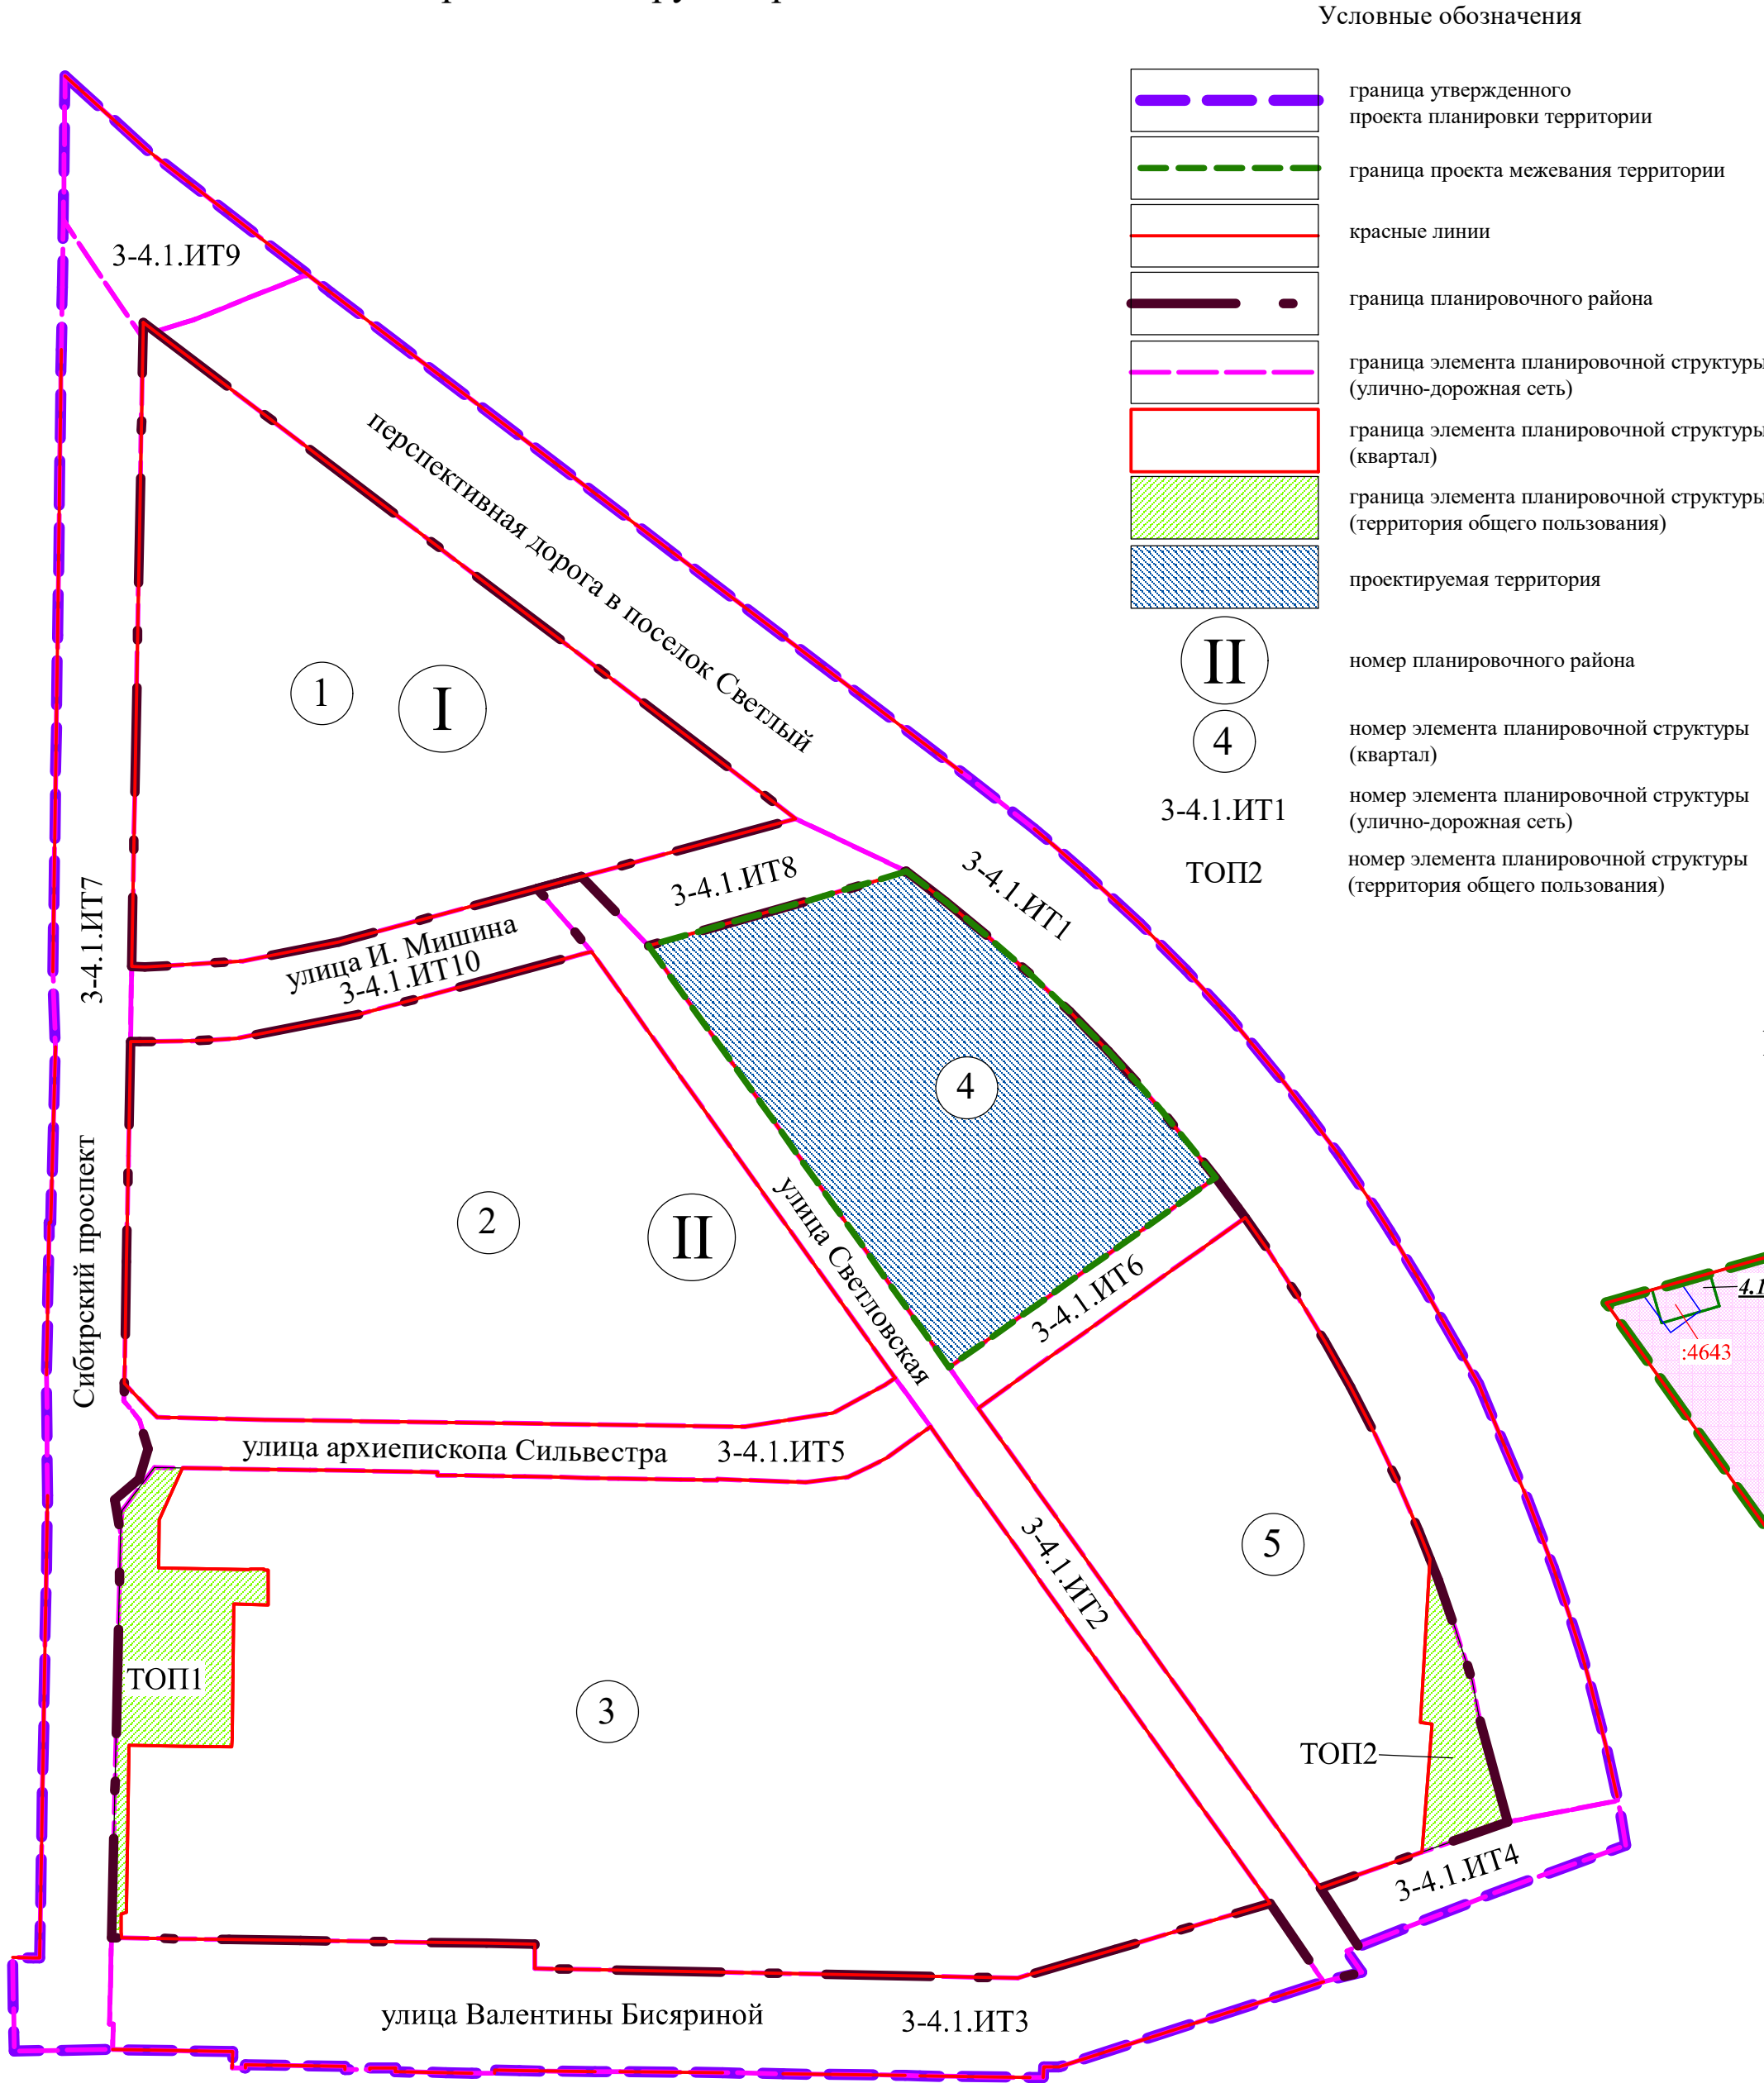 Условные обозначения
граница утвержденного
проекта планировки территории
граница проекта межевания территории
красные линии
граница планировочного района
граница элемента планировочной структуры
(улично-дорожная сеть)
граница элемента планировочной структуры
(квартал)
граница элемента планировочной структуры
(территория общего пользования)
проектируемая территория
II
номер планировочного района
4
номер элемента планировочной структуры
(квартал)
3-4.1.ИТ1
номер элемента планировочной структуры
(улично-дорожная сеть)
ТОП2
номер элемента планировочной структуры
(территория общего пользования)
3-4.1.ИТ9
перспективная дорога в поселок Светлый
1
I
3-4.1.ИТ7
3-4.1.ИТ8
3-4.1.ИТ1
улица И. Мишина
3-4.1.ИТ10
4
Сибирский проспект
2
II
улица Светловская
3-4.1.ИТ6
4.1
:4643
улица архиепископа Сильвестра
3-4.1.ИТ5
3-4.1.ИТ2
5
ТОП1
3
ТОП2
3-4.1.ИТ4
улица Валентины Бисяриной
3-4.1.ИТ3